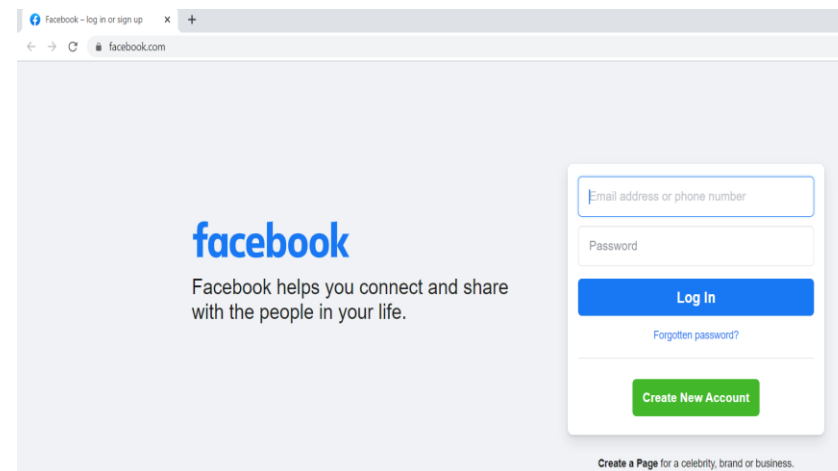 Facebook – log in or sign up
facebook.com
facebook
Facebook helps you connect and share
with the people in your life.
Email address or phone number
Password
Log In
Forgotten password?
Create New Account
Create a Page for a celebrity, brand or business.